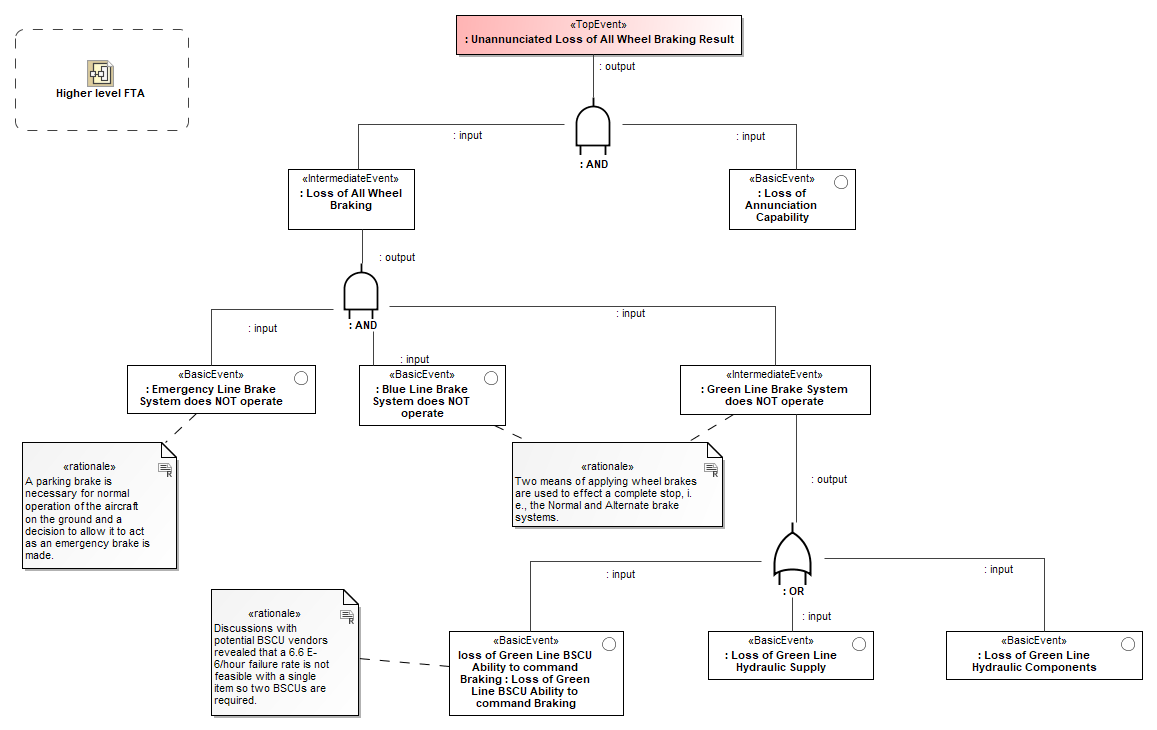 «TopEvent»
: Unannunciated Loss of All Wheel Braking Result
: output
Higher level FTA
: input
: input
: AND
«IntermediateEvent»
: Loss of All Wheel
Braking
«BasicEvent»
: Loss of
Annunciation
Capability
: output
: input
: AND
: input
: input
«BasicEvent»
: Emergency Line Brake
System does NOT operate
«BasicEvent»
: Blue Line Brake
System does NOT
operate
«IntermediateEvent»
: Green Line Brake System
does NOT operate
«rationale»
A parking brake is
necessary for normal
operation of the aircraft
on the ground and a
decision to allow it to act
as an emergency brake is
made.
«rationale»
Two means of applying wheel brakes
are used to effect a complete stop, i.
e., the Normal and Alternate brake
systems.
: output
: input
: OR
: input
: input
«rationale»
Discussions with
potential BSCU vendors
revealed that a 6.6 E-
6/hour failure rate is not
feasible with a single
item so two BSCUs are
required.
«BasicEvent»
loss of Green Line BSCU
Ability to command
Braking : Loss of Green
Line BSCU Ability to
command Braking
«BasicEvent»
: Loss of Green Line
Hydraulic Supply
«BasicEvent»
: Loss of Green Line
Hydraulic Components